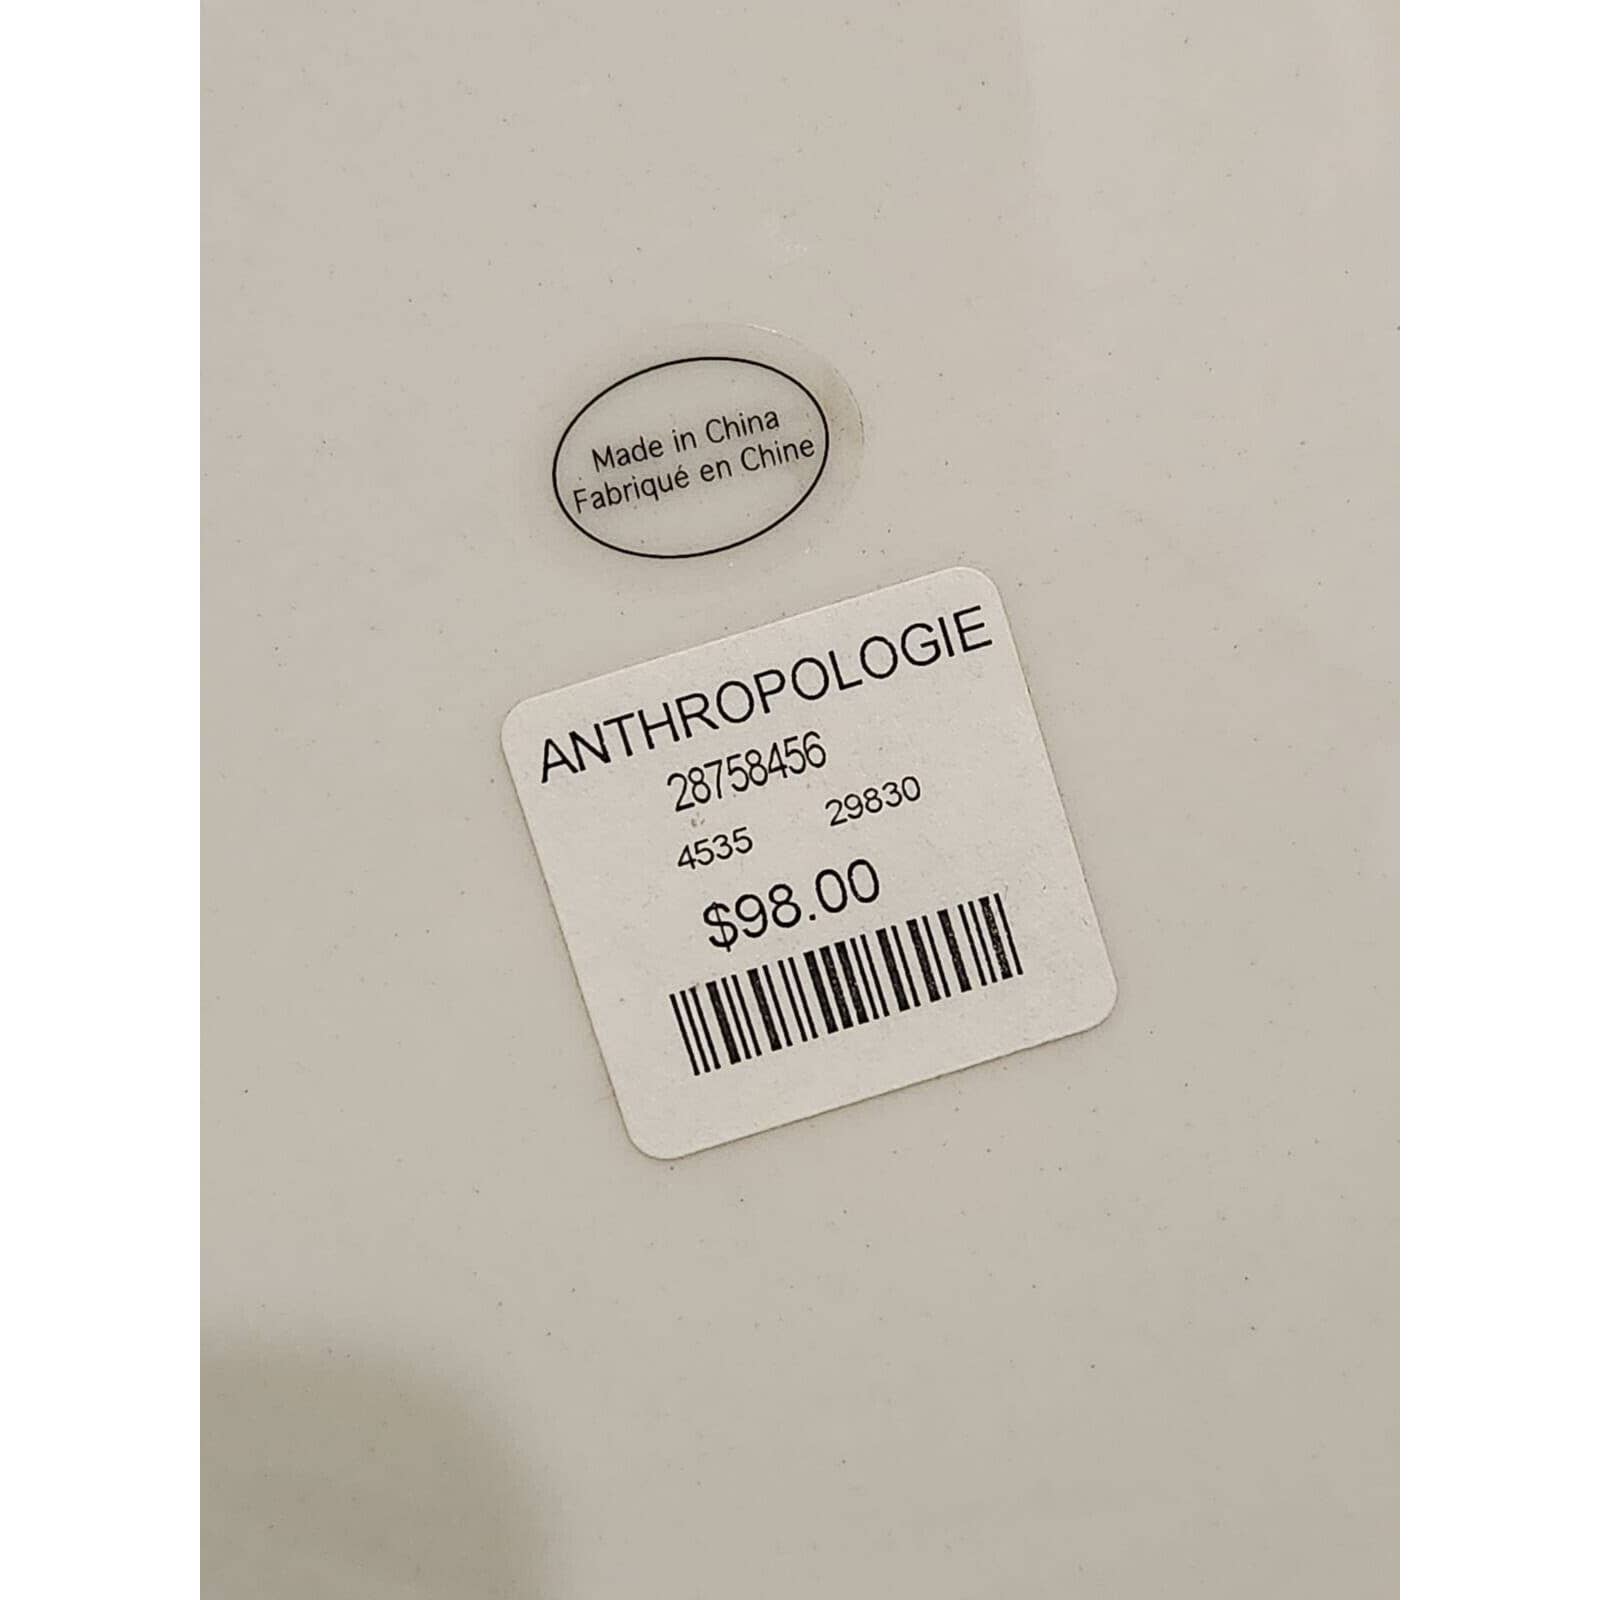 Made in China
Fabriqué en Chine
ANTHROPOLOGIE
28758456
4535 29830
$98.00